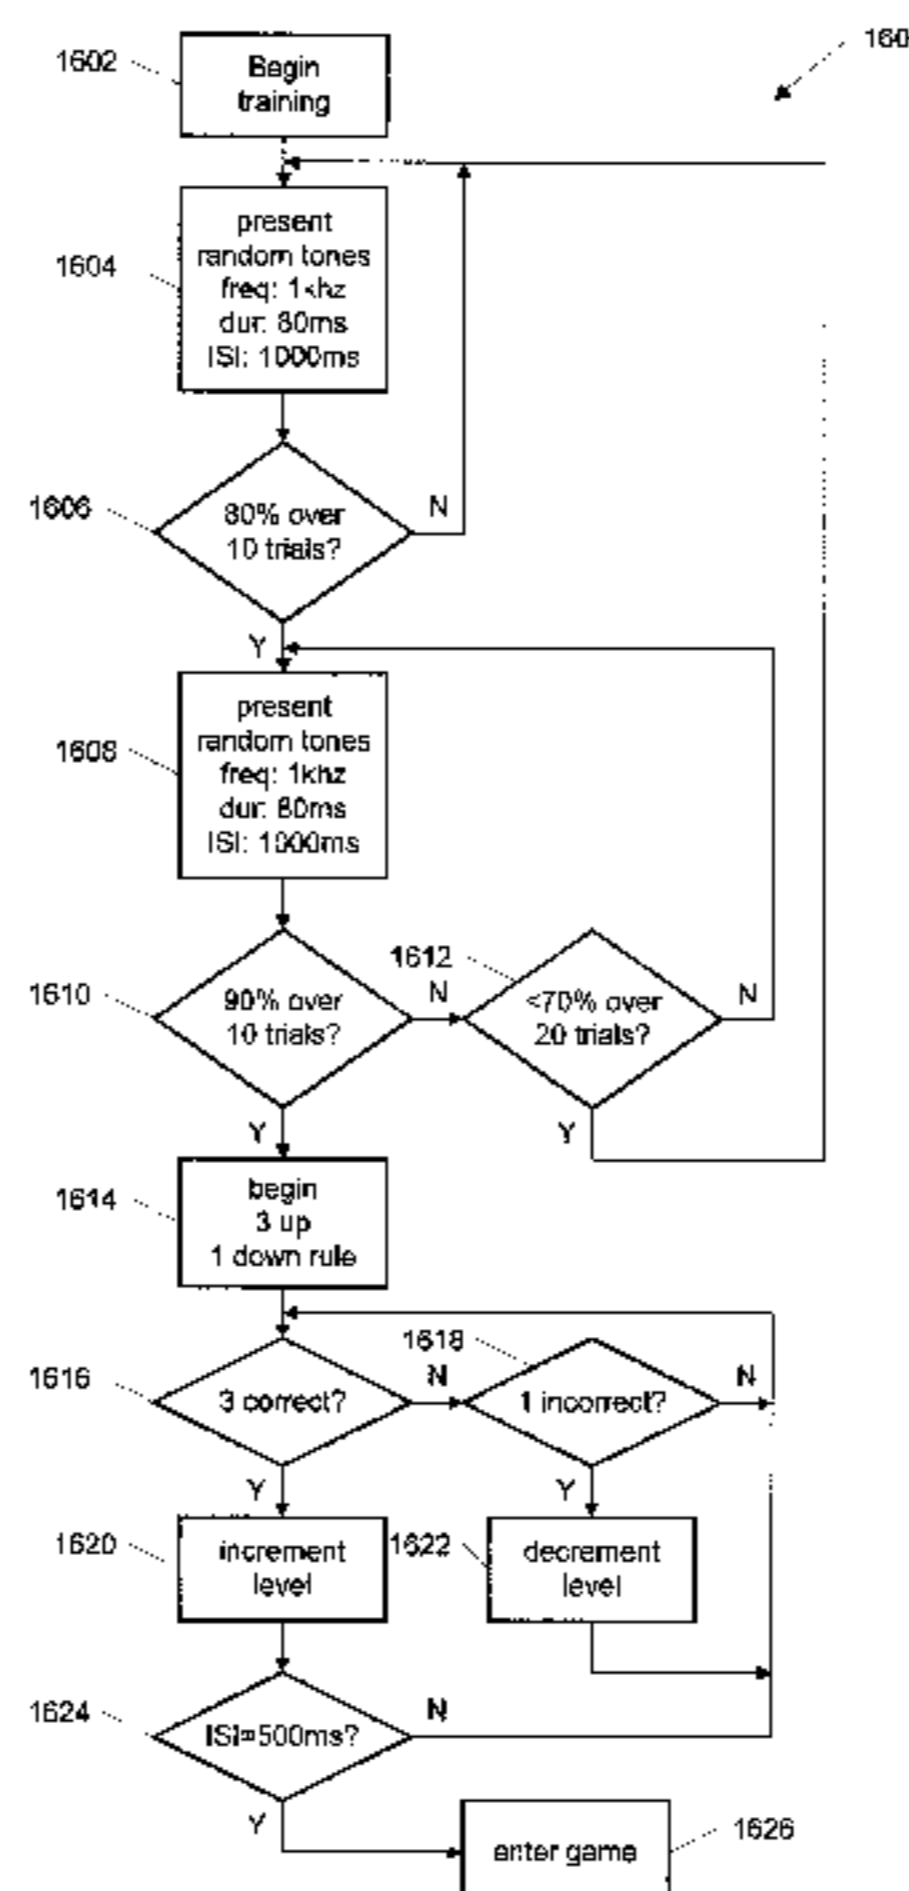 160
1602
Begin
training
1604
present
random tones
freq: 1khz
dur: 80ms
ISI: 1000ms
1606
80% over
10 trials?
N
Y
1608
present
random tones
freq: 1khz
dur: 80ms
ISI: 1000ms
1610
90% over
10 trials?
N
1612
<70% over
20 trials?
N
Y
Y
1614
begin
3 up
1 down rule
1616
3 correct?
N
1618
1 incorrect?
N
Y
Y
1620
increment
level
1622
decrement
level
1624
ISI=500ms?
N
Y
enter game
1626